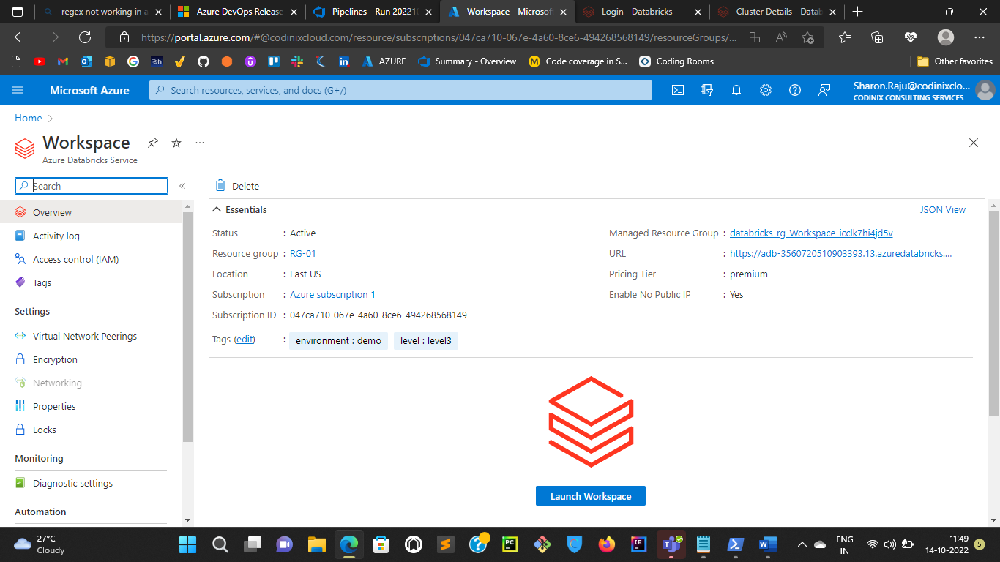 regex not working in a
Azure DevOps Release
Pipelines - Run 202210
Workspace - Microsof
Login - Databricks
Cluster Details - Datab
https://portal.azure.com/#@codinixcloud.com/resource/subscriptions/047ca710-067e-4a60-8ce6-494268568149/resourceGroups/...
AZURE
Summary - Overview
Code coverage in S...
Coding Rooms
Other favorites
Microsoft Azure
Search resources, services, and docs (G+/)
Sharon.Raju@codinixclo...
CODINIX CONSULTING SERVICES...
Home
Workspace
Azure Databricks Service
Search
Delete
Overview
Activity log
Access control (IAM)
Tags
Settings
Virtual Network Peerings
Encryption
Networking
Properties
Locks
Monitoring
Diagnostic settings
Automation
Essentials
JSON View
Status : Active
Resource group : RG-01
Location : East US
Subscription : Azure subscription 1
Subscription ID : 047ca710-067e-4a60-8ce6-494268568149
Tags (edit) : environment : demo level : level3
Managed Resource Group : databricks-rg-Workspace-icclk7hi4jd5v
URL : https://adb-3560720510903393.13.azuredatabricks....
Pricing Tier : premium
Enable No Public IP : Yes
Launch Workspace
27°C
Cloudy
ENG
IN
11:49
14-10-2022
5